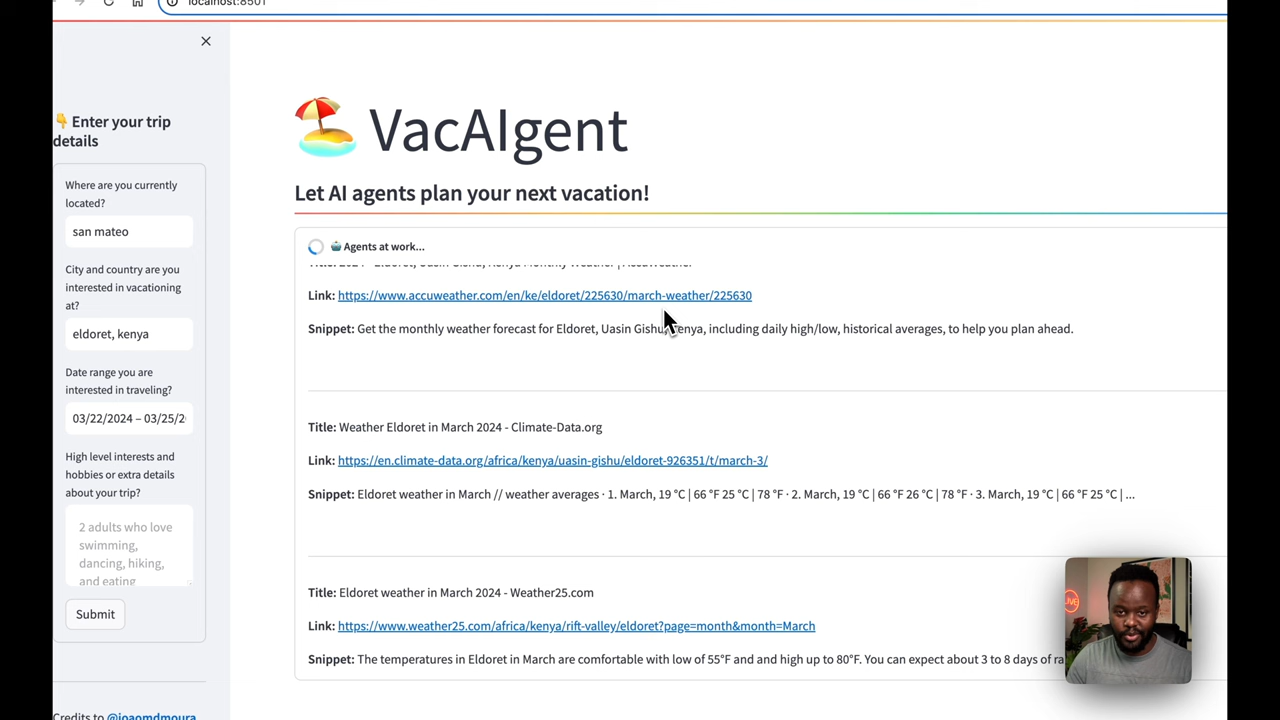 localhost:8501
👇 Enter your trip
details
Where are you currently
located?
san mateo
City and country are you
interested in vacationing
at?
eldoret, kenya
Date range you are
interested in traveling?
03/22/2024 – 03/25/2
High level interests and
hobbies or extra details
about your trip?
2 adults who love
swimming,
dancing, hiking,
and eating
Submit
Credits to @joaomdmoura
🏖️ VacAIgent
Let AI agents plan your next vacation!
🤖 Agents at work...
Link: https://www.accuweather.com/en/ke/eldoret/225630/march-weather/225630
Snippet: Get the monthly weather forecast for Eldoret, Uasin Gishu, Kenya, including daily high/low, historical averages, to help you plan ahead.
Title: Weather Eldoret in March 2024 - Climate-Data.org
Link: https://en.climate-data.org/africa/kenya/uasin-gishu/eldoret-926351/t/march-3/
Snippet: Eldoret weather in March // weather averages · 1. March, 19 °C | 66 °F 25 °C | 78 °F · 2. March, 19 °C | 66 °F 26 °C | 78 °F · 3. March, 19 °C | 66 °F 25 °C | ...
Title: Eldoret weather in March 2024 - Weather25.com
Link: https://www.weather25.com/africa/kenya/rift-valley/eldoret?page=month&month=March
Snippet: The temperatures in Eldoret in March are comfortable with low of 55°F and and high up to 80°F. You can expect about 3 to 8 days of ra
LIVE